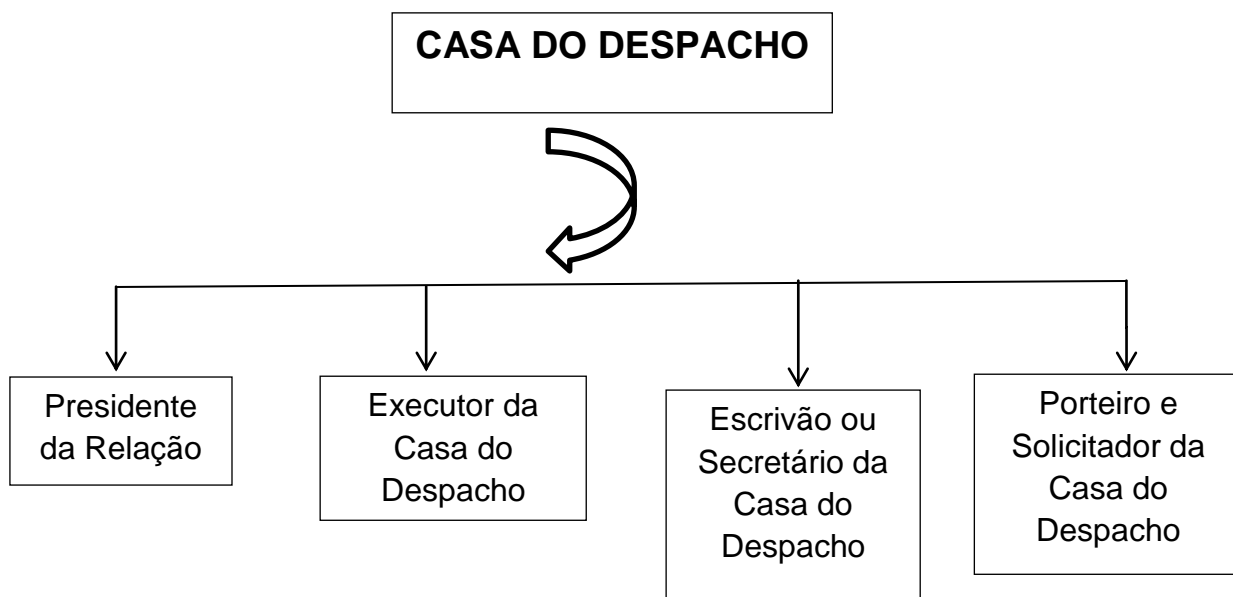 CASA DO DESPACHO
Presidente
da Relação
Executor da
Casa do
Despacho
Escrivão ou
Secretário da
Casa do
Despacho
Porteiro e
Solicitador da
Casa do
Despacho